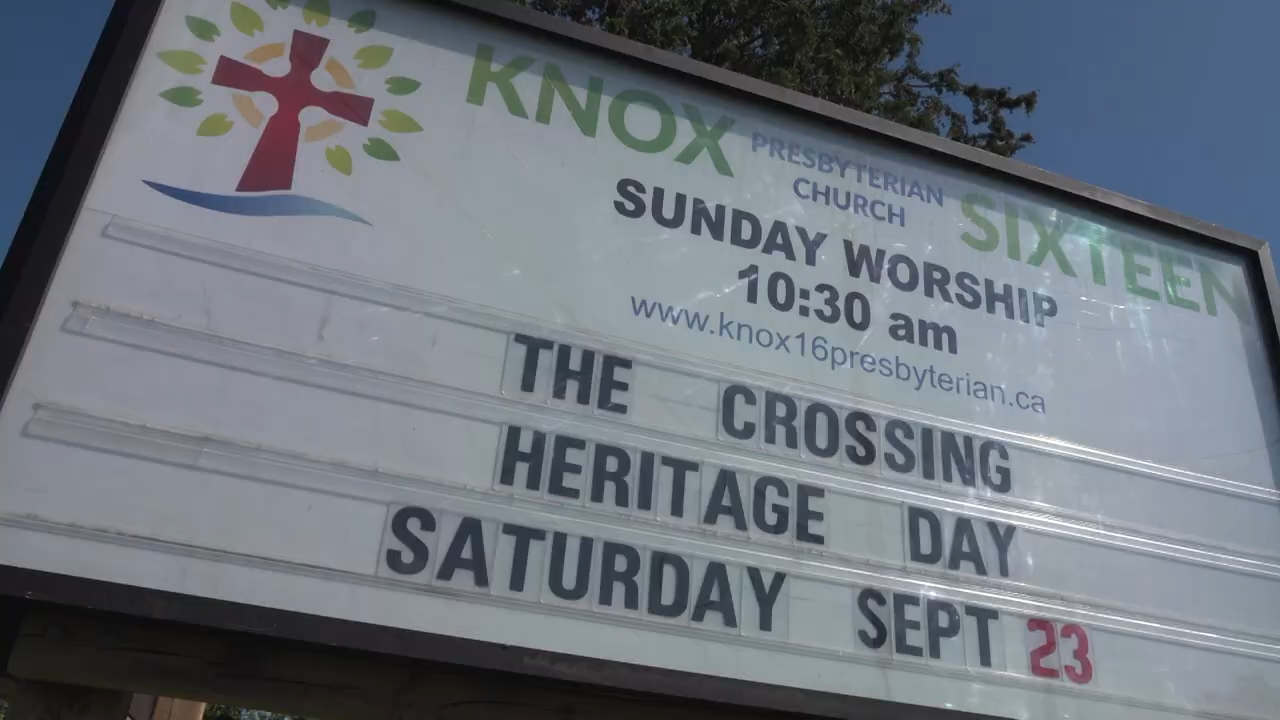 KNOX PRESBYTERIAN CHURCH SIXTEEN
SUNDAY WORSHIP
10:30 am
www.knox16presbyterian.ca
THE CROSSING
HERITAGE DAY
SATURDAY SEPT 23